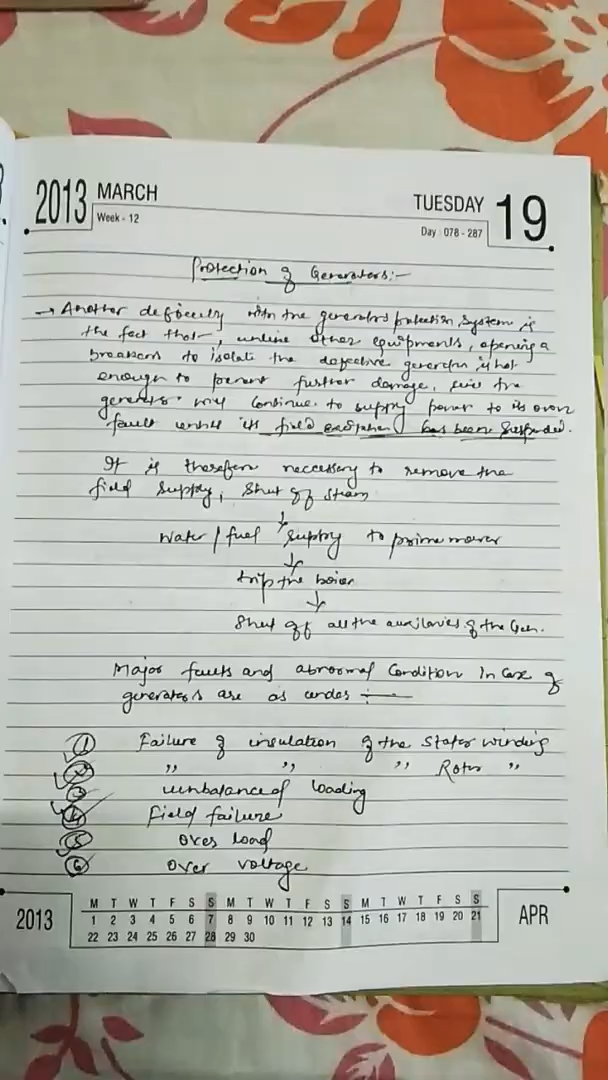 2013 MARCH
Week - 12
TUESDAY 19
Day : 078 - 287
Protection of Generators:-
→ Another difficulty with the generators protection system is
the fact that, unlike other equipments, opening a
breakers to isolate the defective generator is not
enough to prevent further damage, since the
generator will continue to supply power to its own
fault until its field excitation has been suspended.
It is therefore necessary to remove the
field supply, shut off steam
↓
Water / fuel supply to prime mover
↓
trip the boiler
↓
Shut off all the auxilaries of the Gen.
Major faults and abnormal Condition In Case of
generators are as under :-
① Failure of insulation of the Stator winding
② ,, ,, ,, Rotor ,,
③ unbalance of loading
④ Field failure
⑤ over load
⑥ over voltage
2013
M T W T F S S M T W T F S S M T W T F S S
1 2 3 4 5 6 7 8 9 10 11 12 13 14 15 16 17 18 19 20 21
22 23 24 25 26 27 28 29 30
APR